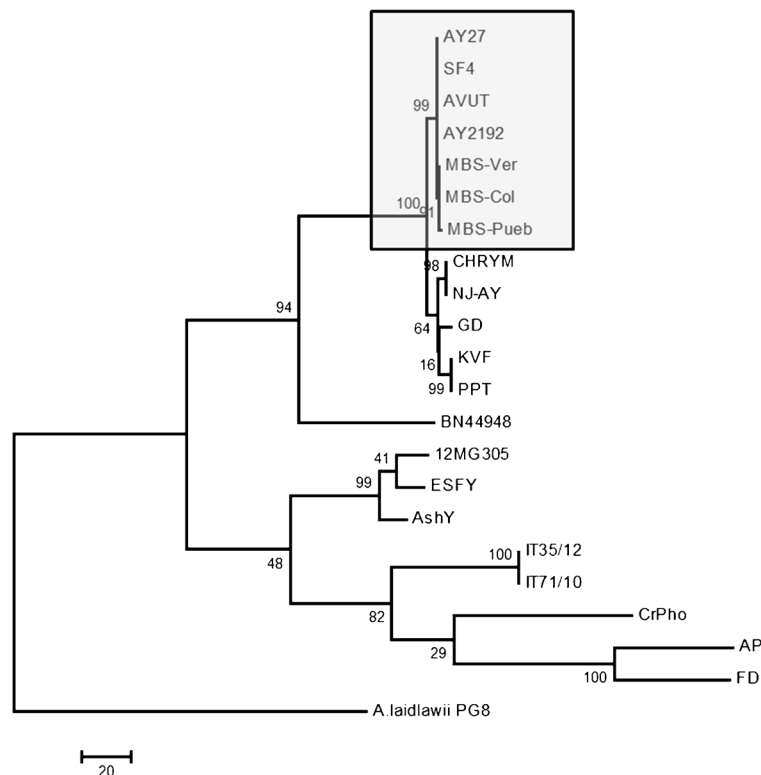 AY27
SF4
99
AVUT
AY2192
MBS-Ver
MBS-Col
100
91
MBS-Pueb
98
CHRYM
NJ-AY
94
64
GD
KVF
16
99
PPT
BN44948
41
12MG305
99
ESFY
AshY
48
100
IT35/12
IT71/10
82
CrPho
29
AP
100
FD
A.laidlawii PG8
20